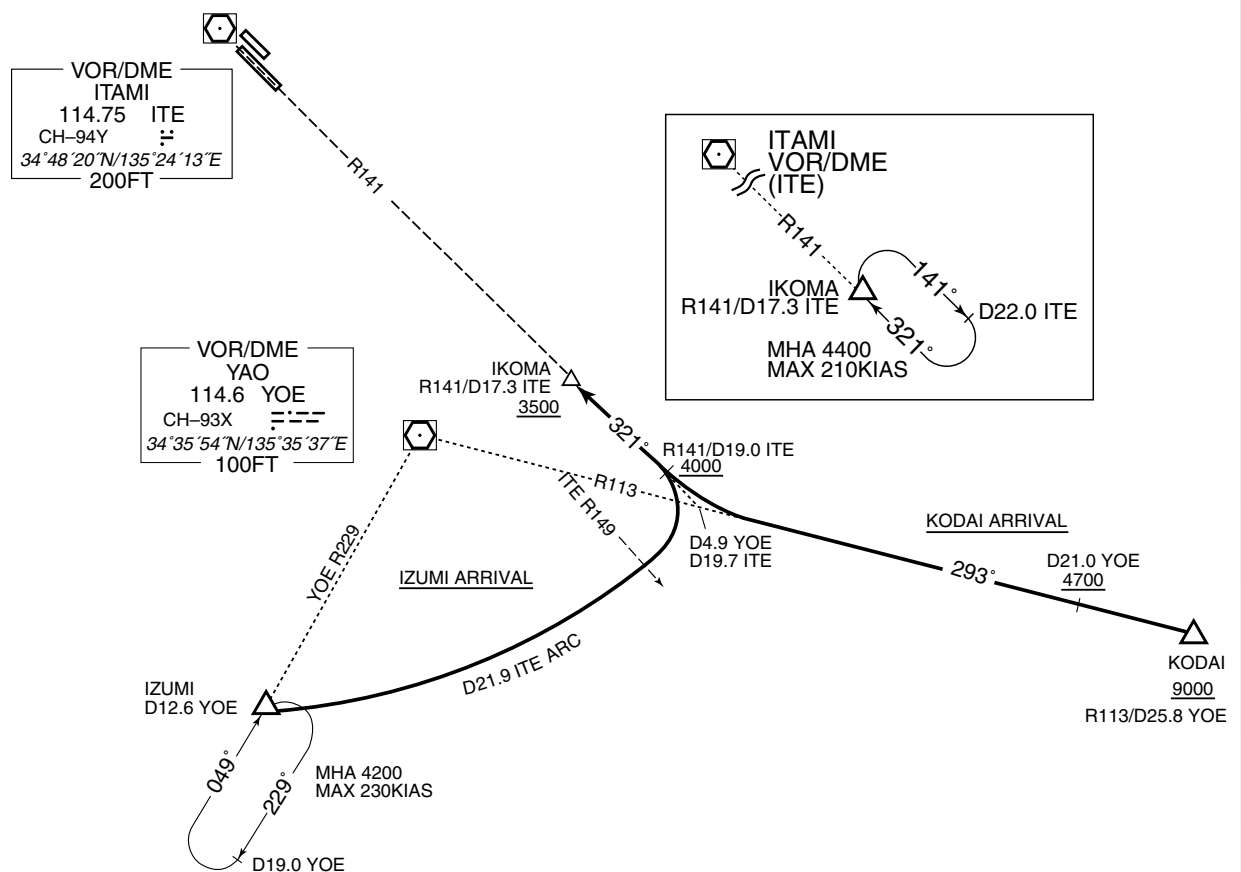 VOR/DME
ITAMI
114.75 ITE
CH–94Y
34°48´20˝N/135°24´13˝E
200FT
R141
ITAMI
VOR/DME
(ITE)
R141
IKOMA
R141/D17.3 ITE
141°
321°
D22.0 ITE
MHA 4400
MAX 210KIAS
VOR/DME
YAO
114.6 YOE
CH–93X
34°35´54˝N/135°35´37˝E
100FT
IKOMA
R141/D17.3 ITE
3500
321°
R141/D19.0 ITE
4000
R113
ITE R149
D4.9 YOE
D19.7 ITE
KODAI ARRIVAL
293°
D21.0 YOE
4700
KODAI
9000
R113/D25.8 YOE
YOE R229
IZUMI ARRIVAL
D21.9 ITE ARC
IZUMI
D12.6 YOE
049°
229°
MHA 4200
MAX 230KIAS
D19.0 YOE